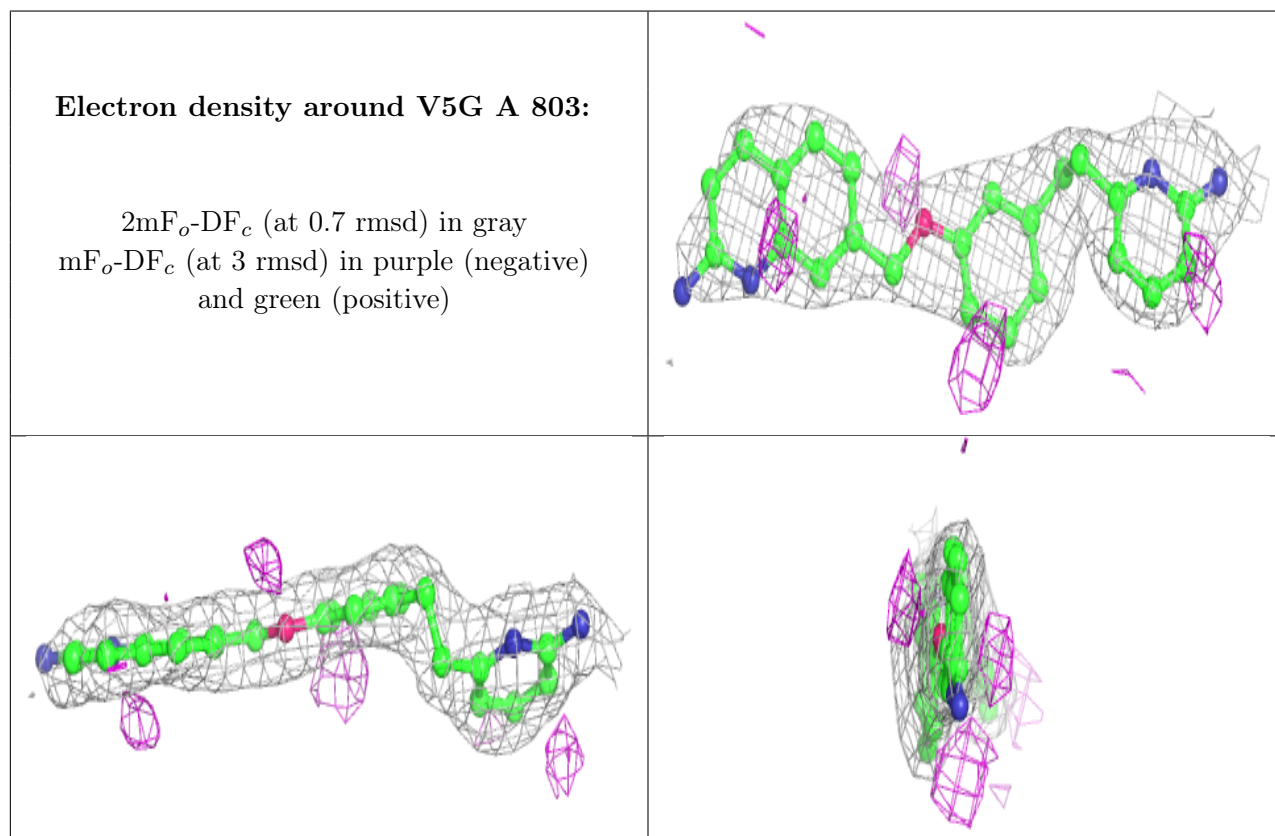 Electron density around V5G A 803:
2mFo-DFc (at 0.7 rmsd) in gray
mFo-DFc (at 3 rmsd) in purple (negative)
and green (positive)